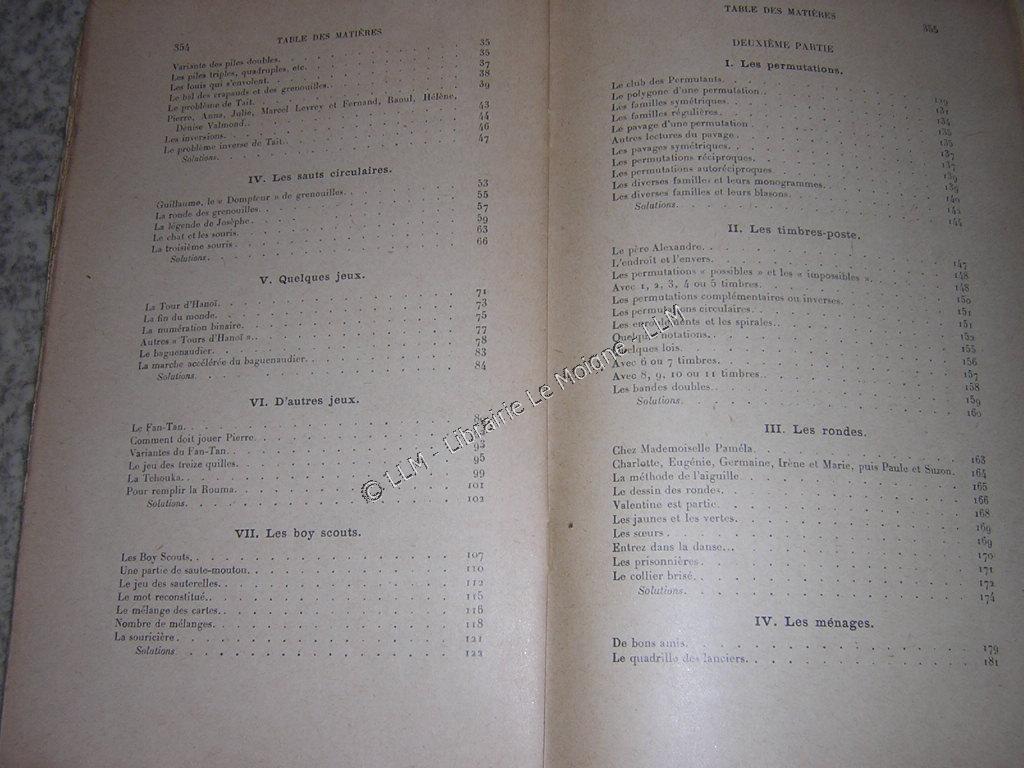 354 TABLE DES MATIÈRES
Variante des piles doubles. 35
Les piles triples, quadruples, etc. 35
Les louis qui s'envolent. 37
Le bal des crapauds et des grenouilles. 38
Le problème de Tait. 39
Pierre, Anna, Julie, Marcel Levrey et Fernand, Raoul, Hélène,
Denise Valmond. 43
Les inversions. 44
Le problème inverse de Tait. 46
Solutions. 47
IV. Les sauts circulaires.
Guillaume, le « Dompteur » de grenouilles. 53
La ronde des grenouilles. 55
La légende de Josèphe. 57
Le chat et les souris. 59
La troisième souris. 63
Solutions. 66
V. Quelques jeux.
La Tour d'Hanoï. 71
La fin du monde. 73
La numération binaire. 75
Autres « Tours d'Hanoï ». 77
Le baguenaudier. 78
La marche accélérée du baguenaudier. 83
Solutions. 84
VI. D'autres jeux.
Le Fan-Tan.
Comment doit jouer Pierre.
Variantes du Fan-Tan. 93
Le jeu des treize quilles. 95
La Tchouka. 99
Pour remplir la Rouma. 101
Solutions. 102
VII. Les boy scouts.
Les Boy Scouts. 107
Une partie de saute-mouton. 110
Le jeu des sauterelles. 112
Le mot reconstitué. 115
Le mélange des cartes. 116
Nombre de mélanges. 118
La souricière. 121
Solutions. 122
TABLE DES MATIÈRES 355
DEUXIÈME PARTIE
I. Les permutations.
Le club des Permutants. 129
Le polygone d'une permutation. 131
Les familles symétriques. 134
Les familles régulières. 135
Le pavage d'une permutation 135
Autres lectures du pavage. 137
Les pavages symétriques. 137
Les permutations réciproques. 139
Les permutations autoréciproques. 139
Les diverses familles et leurs monogrammes. 140
Les diverses familles et leurs blasons. 142
Solutions. 144
II. Les timbres-poste.
Le père Alexandre. 147
L'endroit et l'envers. 148
Les permutations « possibles » et les « impossibles ». 148
Avec 1, 2, 3, 4 ou 5 timbres. 150
Les permutations complémentaires ou inverses. 151
Les permutations circulaires. 151
Les enroulements et les spirales. 152
Quelques notations. 155
Quelques lois. 156
Avec 6 ou 7 timbres. 157
Avec 8, 9, 10 ou 11 timbres. 158
Les bandes doubles. 159
Solutions. 160
III. Les rondes.
Chez Mademoiselle Paméla. 163
Charlotte, Eugénie, Germaine, Irène et Marie, puis Paule et Suzon. 164
La méthode de l'aiguille. 165
Le dessin des rondes. 166
Valentine est partie. 168
Les jaunes et les vertes. 169
Les sœurs. 169
Entrez dans la danse... 170
Les prisonnières. 171
Le collier brisé. 172
Solutions. 174
IV. Les ménages.
De bons amis. 179
Le quadrille des lanciers. 181
© LLM - Librairie Le Moigne - LLM